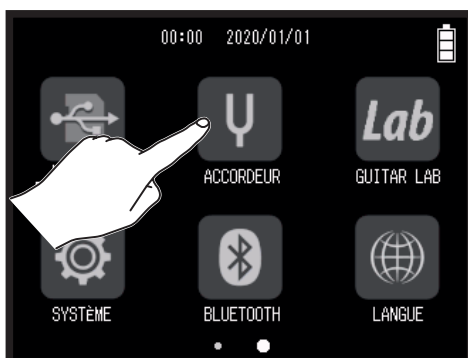 00:00 2020/01/01
Lab
ACCORDEUR GUITAR LAB
SYSTÈME BLUETOOTH LANGUE